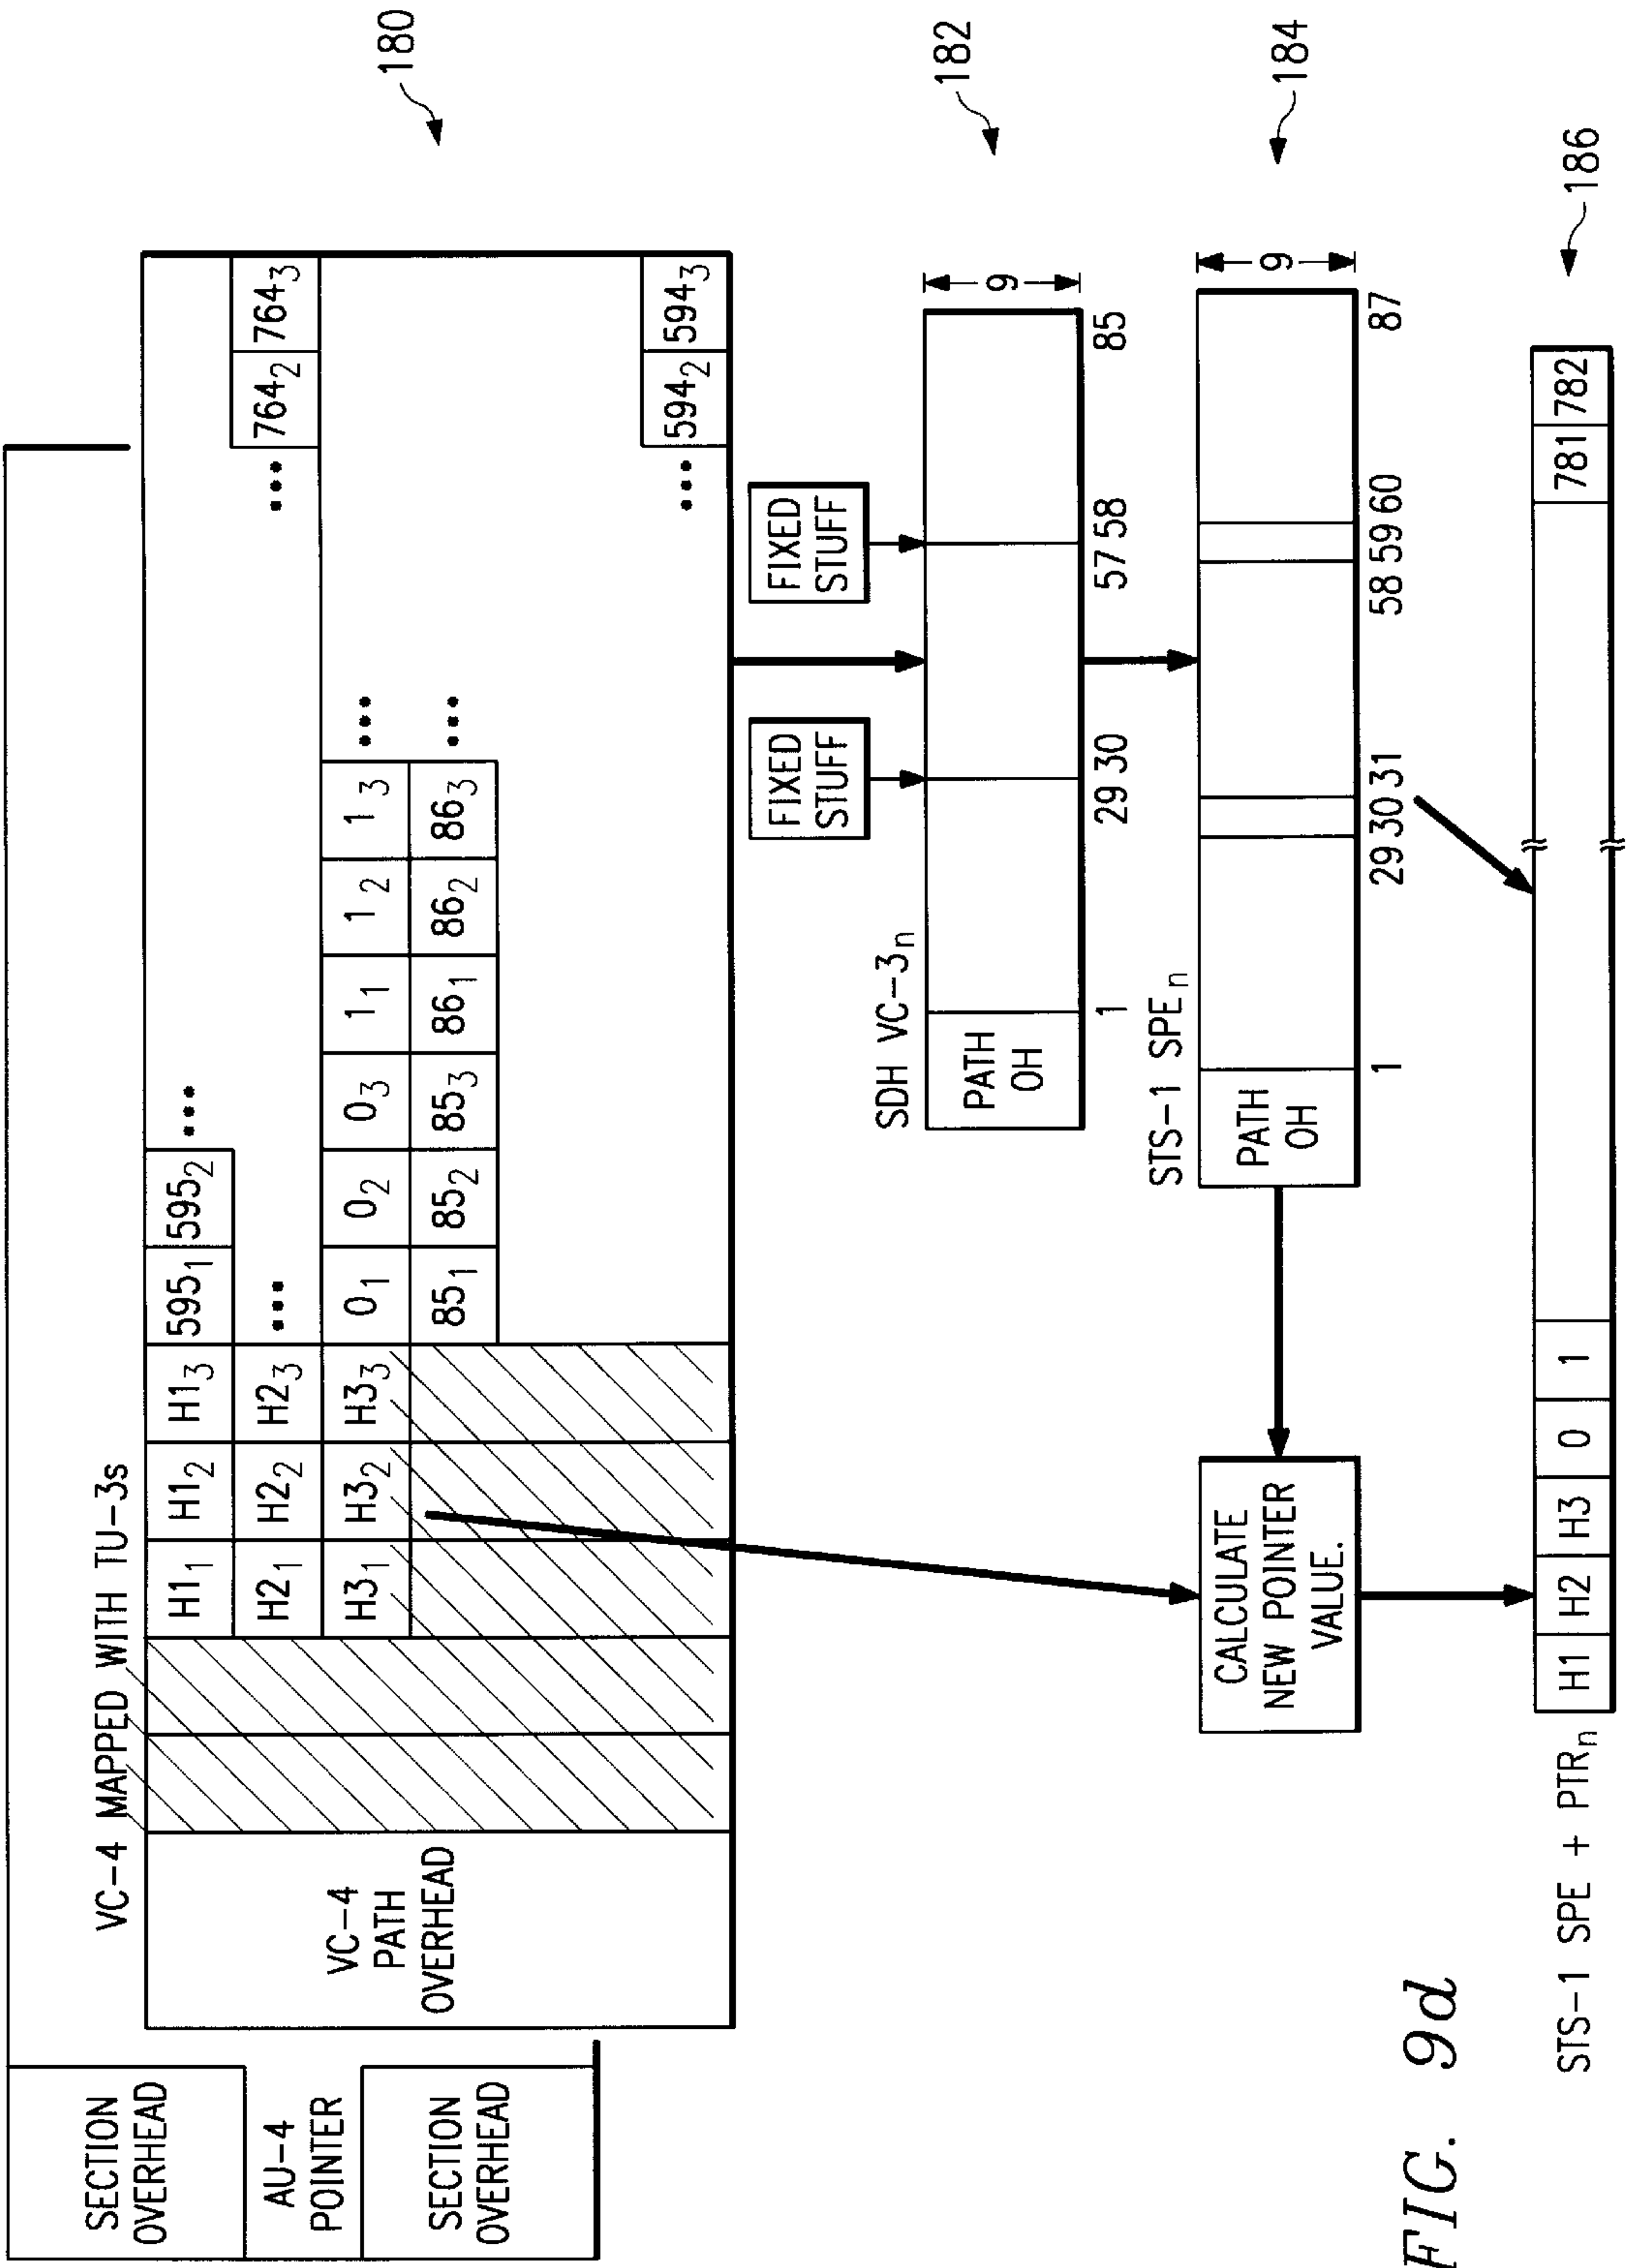 SECTION
OVERHEAD
AU-4
POINTER
SECTION
OVERHEAD
VC-4 MAPPED WITH TU-3s
VC-4
PATH
OVERHEAD
H1₁ H1₂ H1₃ 595₁ 595₂ •••
H2₁ H2₂ H2₃ ••• ••• 764₂ 764₃
H3₁ H3₂ H3₃ 0₁ 0₂ 0₃ 1₁ 1₂ 1₃ •••
85₁ 85₂ 85₃ 86₁ 86₂ 86₃ •••
••• 594₂ 594₃
180
FIXED
STUFF
FIXED
STUFF
SDH VC-3ₙ
PATH
OH
9
1 29 30 57 58 85
182
STS-1 SPEₙ
PATH
OH
9
1 29 30 31 58 59 60 87
184
CALCULATE
NEW POINTER
VALUE.
STS-1 SPE + PTRₙ
H1 H2 H3 0 1 781 782
186
FIG. 9d